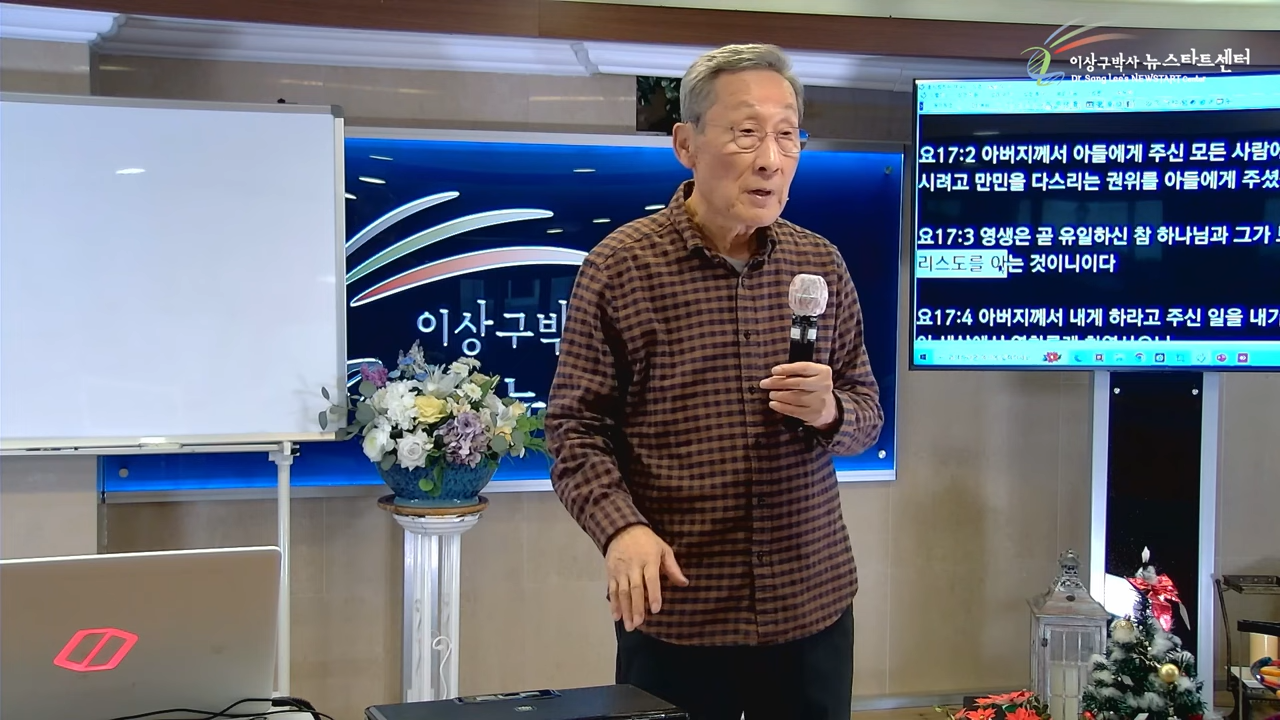 이상구박사 뉴스타트센터
Dr. Sang Lee's NEWSTART Center
요17:2 아버지께서 아들에게 주신 모든 사람에
시려고 만민을 다스리는 권위를 아들에게 주셨
요17:3 영생은 곧 유일하신 참 하나님과 그가
리스도를 아는 것이니이다
요17:4 아버지께서 내게 하라고 주신 일을 내가
이상구박